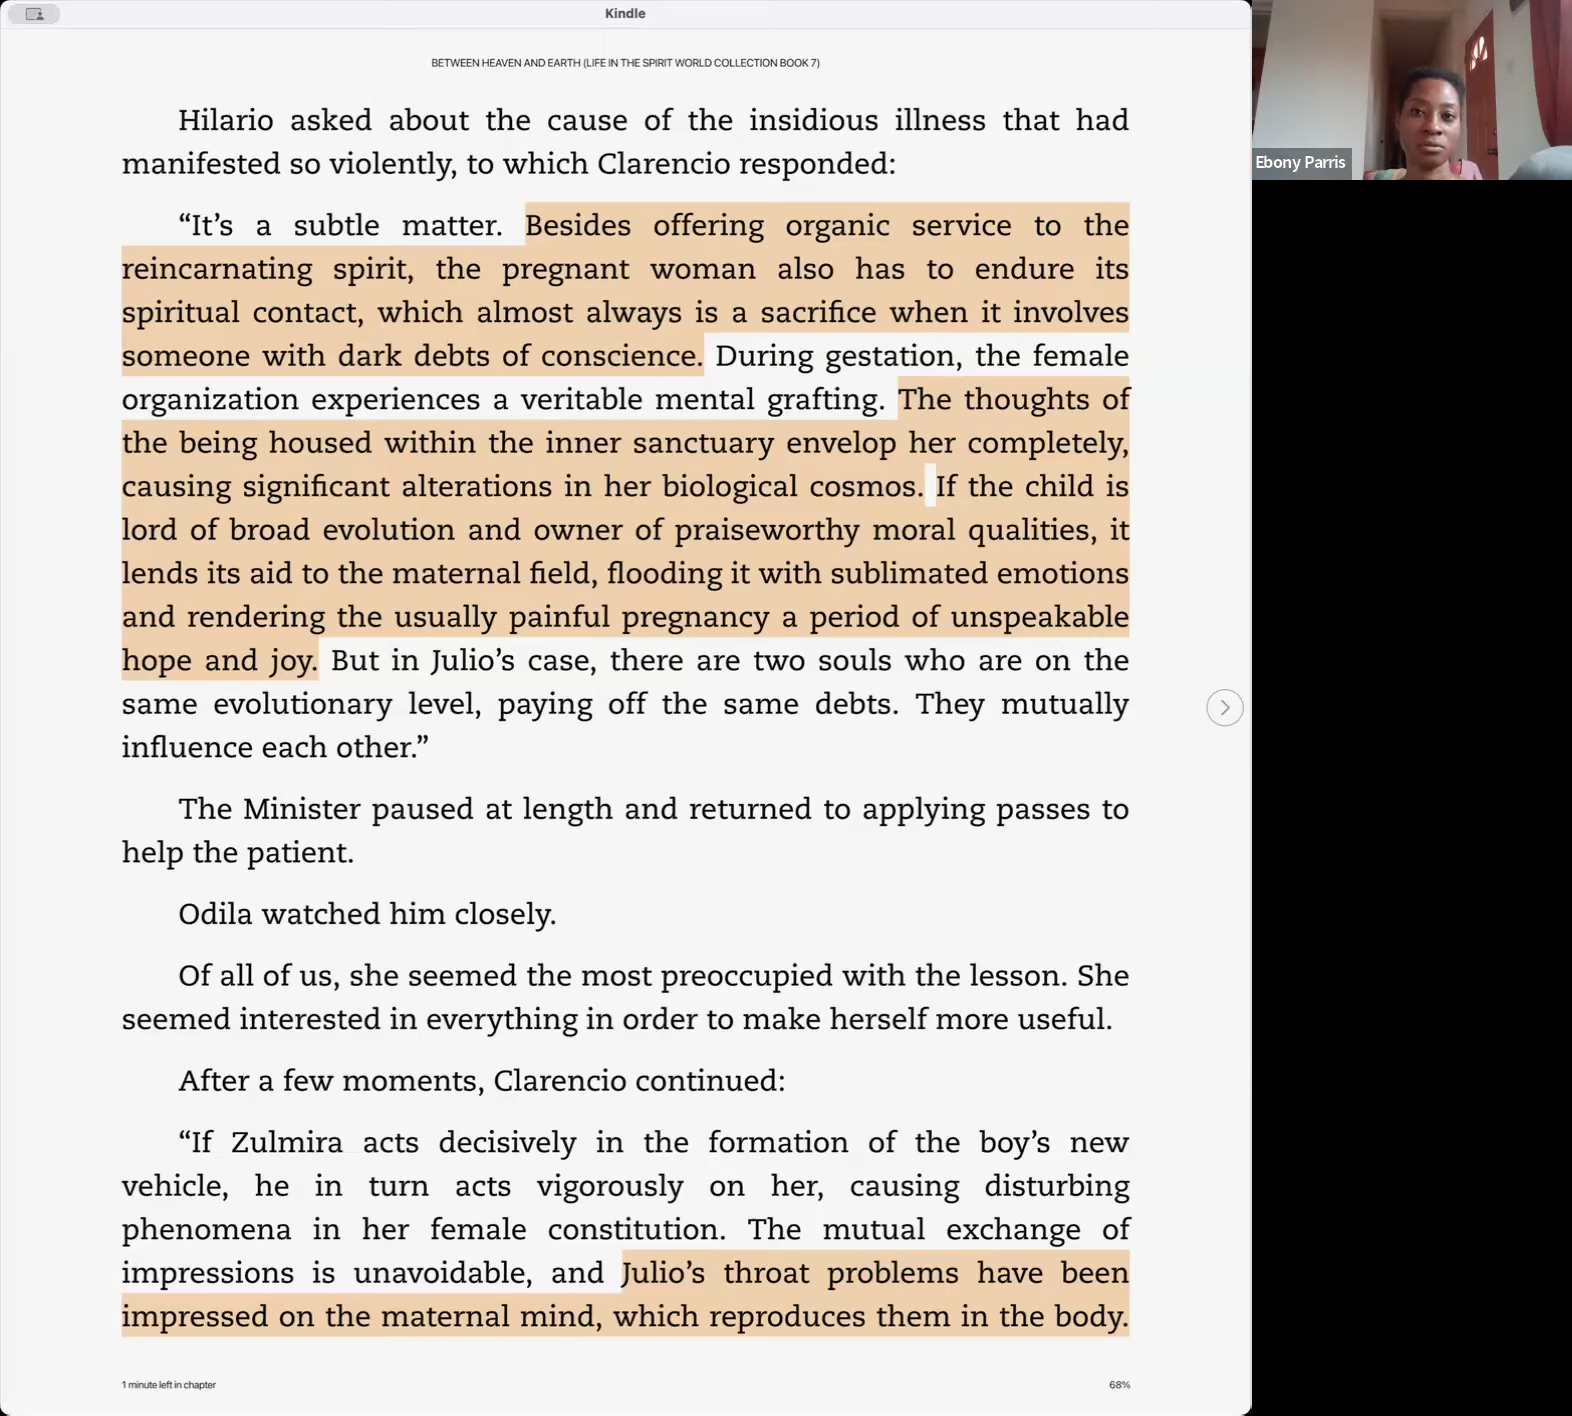 Kindle
BETWEEN HEAVEN AND EARTH (LIFE IN THE SPIRIT WORLD COLLECTION BOOK 7)
Hilario asked about the cause of the insidious illness that had
manifested so violently, to which Clarencio responded:
“It’s a subtle matter. Besides offering organic service to the
reincarnating spirit, the pregnant woman also has to endure its
spiritual contact, which almost always is a sacrifice when it involves
someone with dark debts of conscience. During gestation, the female
organization experiences a veritable mental grafting. The thoughts of
the being housed within the inner sanctuary envelop her completely,
causing significant alterations in her biological cosmos. If the child is
lord of broad evolution and owner of praiseworthy moral qualities, it
lends its aid to the maternal field, flooding it with sublimated emotions
and rendering the usually painful pregnancy a period of unspeakable
hope and joy. But in Julio’s case, there are two souls who are on the
same evolutionary level, paying off the same debts. They mutually
influence each other.”
The Minister paused at length and returned to applying passes to
help the patient.
Odila watched him closely.
Of all of us, she seemed the most preoccupied with the lesson. She
seemed interested in everything in order to make herself more useful.
After a few moments, Clarencio continued:
“If Zulmira acts decisively in the formation of the boy’s new
vehicle, he in turn acts vigorously on her, causing disturbing
phenomena in her female constitution. The mutual exchange of
impressions is unavoidable, and Julio’s throat problems have been
impressed on the maternal mind, which reproduces them in the body.
1 minute left in chapter
68%
Ebony Parris